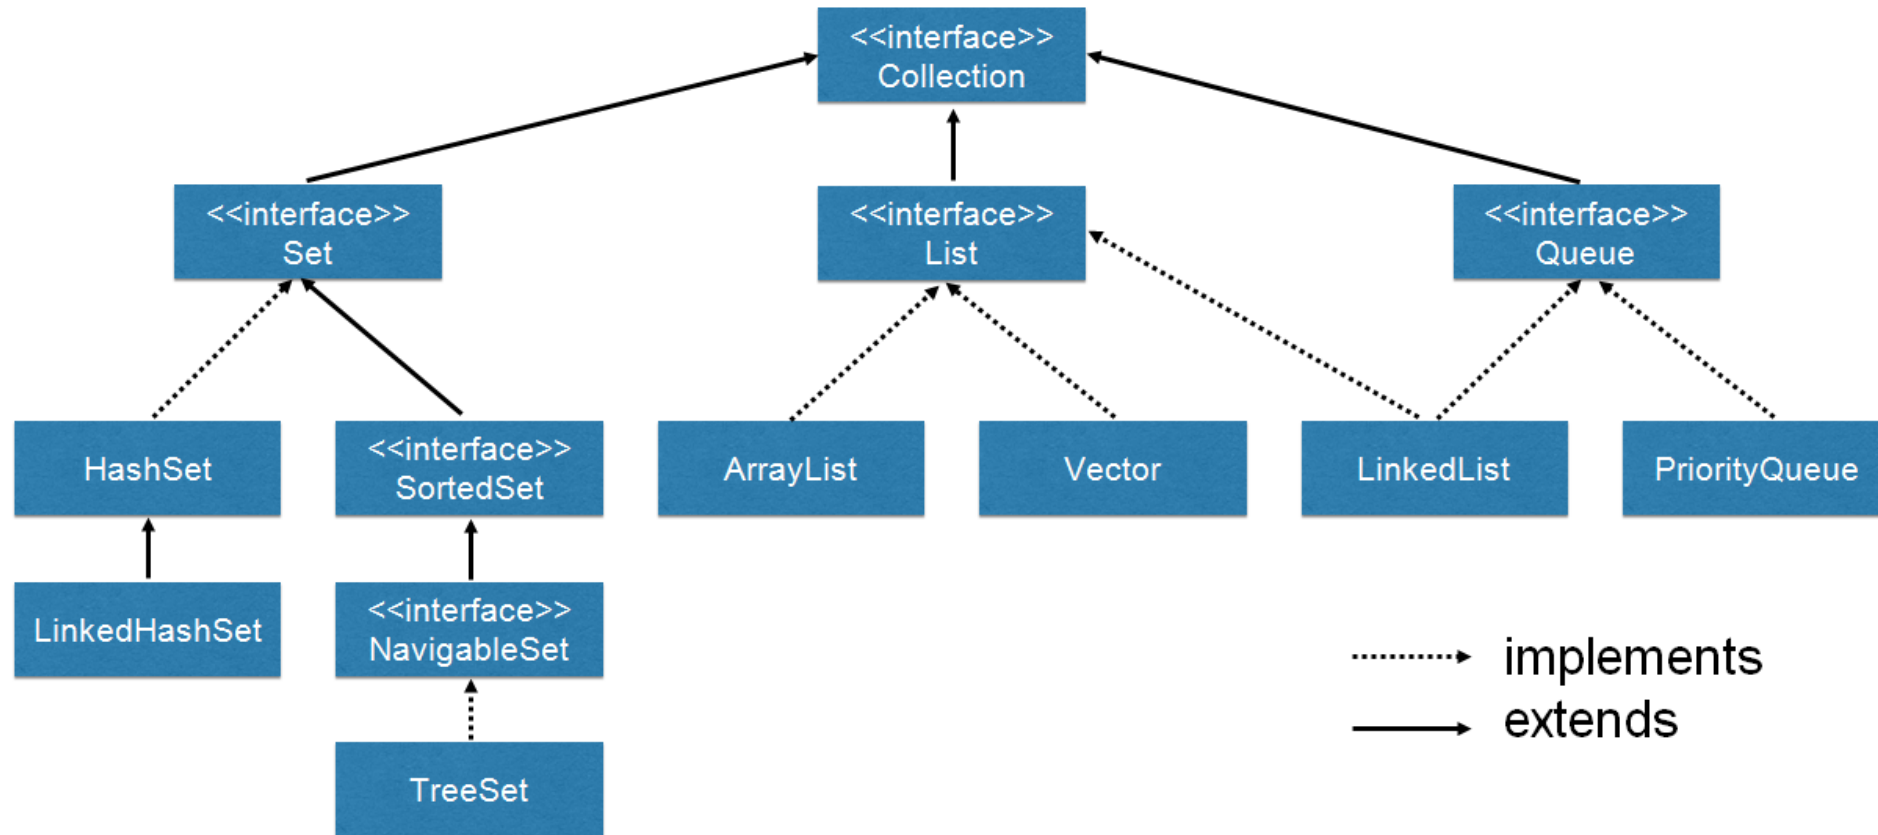 <<interface>>
Collection
<<interface>>
Set
<<interface>>
List
<<interface>>
Queue
HashSet
<<interface>>
SortedSet
ArrayList
Vector
LinkedList
PriorityQueue
LinkedHashSet
<<interface>>
NavigableSet
TreeSet
implements
extends